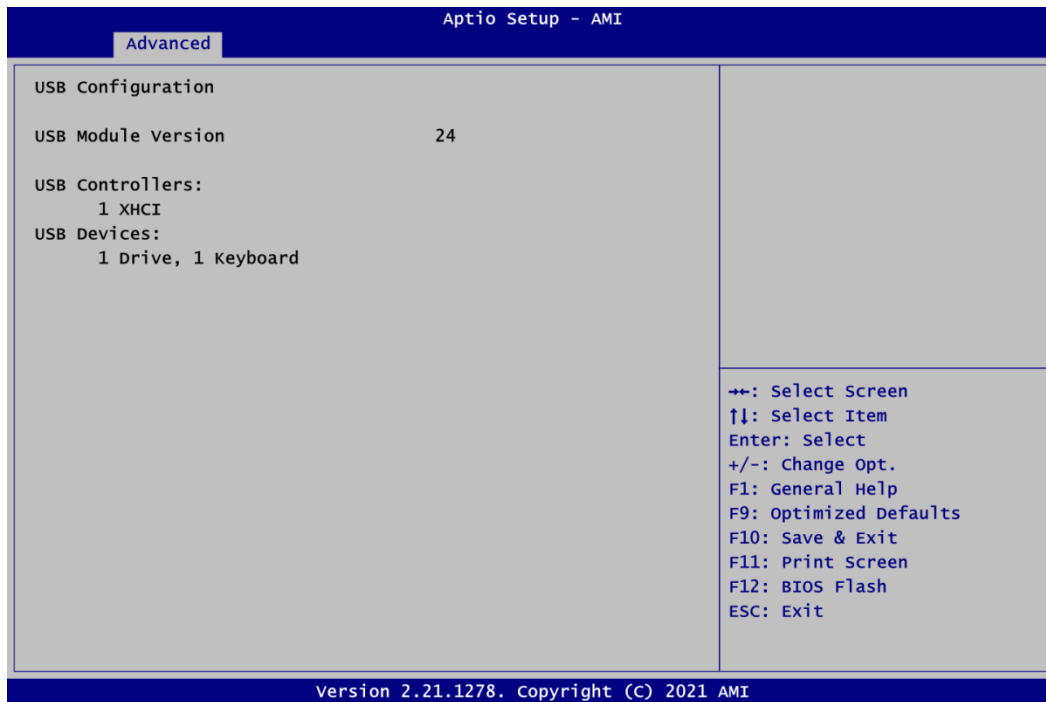 Aptio Setup - AMI
Advanced
USB Configuration
USB Module Version 24
USB Controllers:
1 XHCI
USB Devices:
1 Drive, 1 Keyboard
→←: Select Screen
↑↓: Select Item
Enter: Select
+/-: Change Opt.
F1: General Help
F9: Optimized Defaults
F10: Save & Exit
F11: Print Screen
F12: BIOS Flash
ESC: Exit
Version 2.21.1278. Copyright (C) 2021 AMI